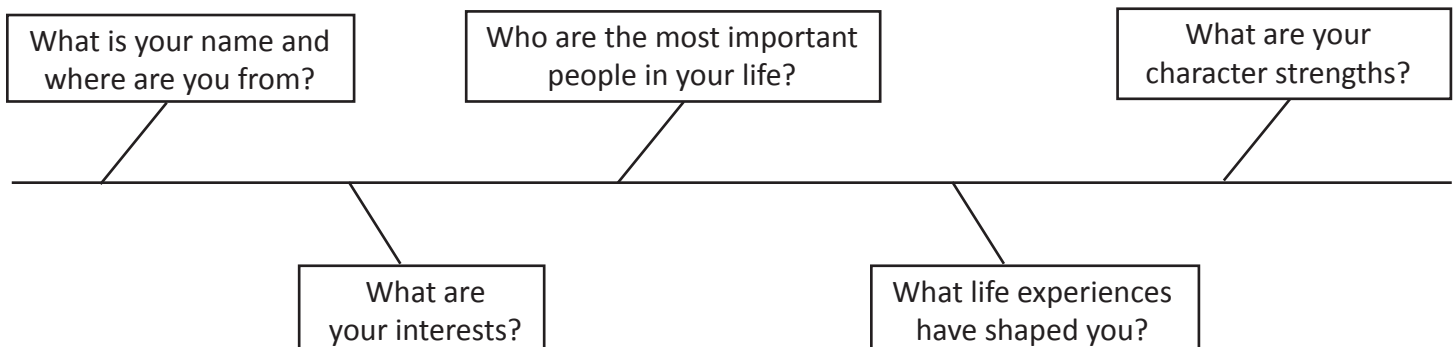 What is your name and
where are you from?
Who are the most important
people in your life?
What are your
character strengths?
What are
your interests?
What life experiences
have shaped you?